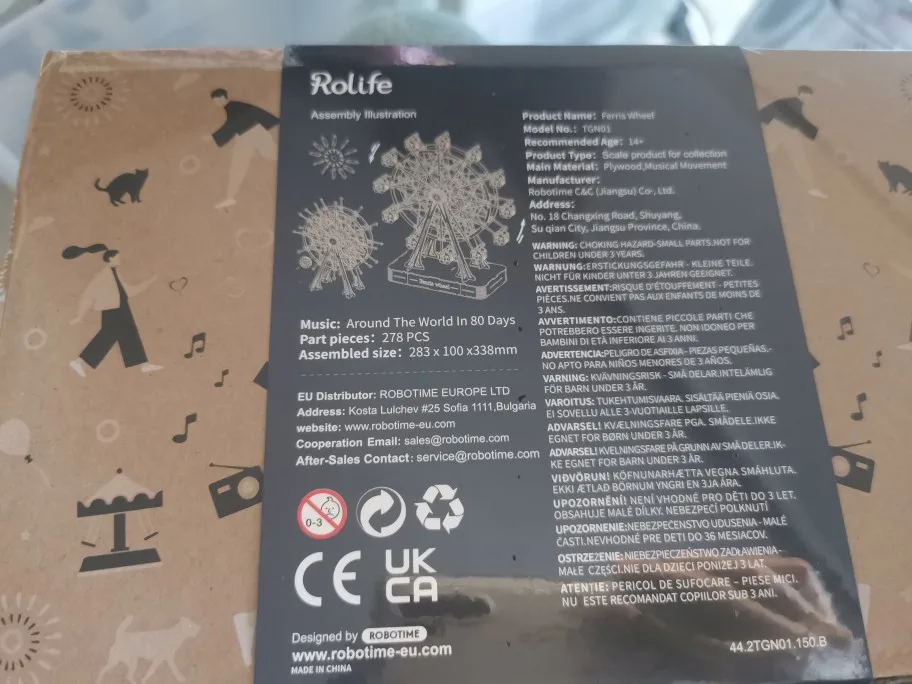 Rolife
Assembly Illustration
Music: Around The World In 80 Days
Part pieces: 278 PCS
Assembled size: 283 x 100 x338mm
EU Distributor: ROBOTIME EUROPE LTD
Address: Kosta Lulchev #25 Sofia 1111,Bulgaria
website: www.robotime-eu.com
Cooperation Email: sales@robotime.com
After-Sales Contact: service@robotime.com
0-3
CE
UK
CA
Designed by ROBOTIME
www.robotime-eu.com
MADE IN CHINA
Product Name: Ferris Wheel
Model No.: TGN01
Recommended Age: 14+
Product Type: Scale product for collection
Main Material: Plywood,Musical Movement
Manufacturer:
Robotime C&C (Jiangsu) Co., Ltd.
Address:
No. 18 Changxing Road, Shuyang,
Su qian City, Jiangsu Province, China.
WARNING: CHOKING HAZARD-SMALL PARTS.NOT FOR
CHILDREN UNDER 3 YEARS.
WARNUNG:ERSTICKUNGSGEFAHR - KLEINE TEILE.
NICHT FÜR KINDER UNTER 3 JAHREN GEEIGNET.
AVERTISSEMENT:RISQUE D'ÉTOUFFEMENT - PETITES
PIÈCES.NE CONVIENT PAS AUX ENFANTS DE MOINS DE
3 ANS.
AVVERTIMENTO:CONTIENE PICCOLE PARTI CHE
POTREBBERO ESSERE INGERITE. NON IDONEO PER
BAMBINI DI ETÀ INFERIORE AI 3 ANNI.
ADVERTENCIA:PELIGRO DE ASFIXIA - PIEZAS PEQUEÑAS.-
NO APTO PARA NIÑOS MENORES DE 3 AÑOS.
VARNING: KVÄVNINGSRISK - SMÅ DELAR.INTELÄMLIG
FÖR BARN UNDER 3 ÅR.
VAROITUS: TUKEHTUMISVAARA. SISÄLTÄÄ PIENIÄ OSIA.
EI SOVELLU ALLE 3-VUOTIAILLE LAPSILLE.
ADVARSEL! KVÆLNINGSFARE PGA. SMÅDELE.IKKE
EGNET FOR BØRN UNDER 3 ÅR.
ADVARSEL! KVELNINGSFARE PÅ GRUNN AV SMÅ DELER.IK-
KE EGNET FOR BARN UNDER 3 ÅR.
VIÐVÖRUN! KÖFNUNARHÆTTA VEGNA SMÁHLUTA.
EKKI ÆTLAÐ BÖRNUM YNGRI EN 3JA ÁRA.
UPOZORNĚNÍ! NENÍ VHODNÉ PRO DĚTI DO 3 LET.
OBSAHUJE MALÉ DÍLKY. NEBEZPEČÍ POLKNUTÍ
UPOZORNENIE:NEBEZPEČENSTVO UDUSENIA - MALÉ
ČASTI.NEVHODNÉ PRE DETI DO 36 MESIACOV.
OSTRZEŻENIE:NIEBEZPIECZEŃSTWO ZADŁAWIENIA-
MAŁE CZĘŚCI.NIE DLA DZIECI PONIŻEJ 3 LAT.
ATENȚIE: PERICOL DE SUFOCARE – PIESE MICI.
NU ESTE RECOMANDAT COPIILOR SUB 3 ANI.
44.2TGN01.150.B